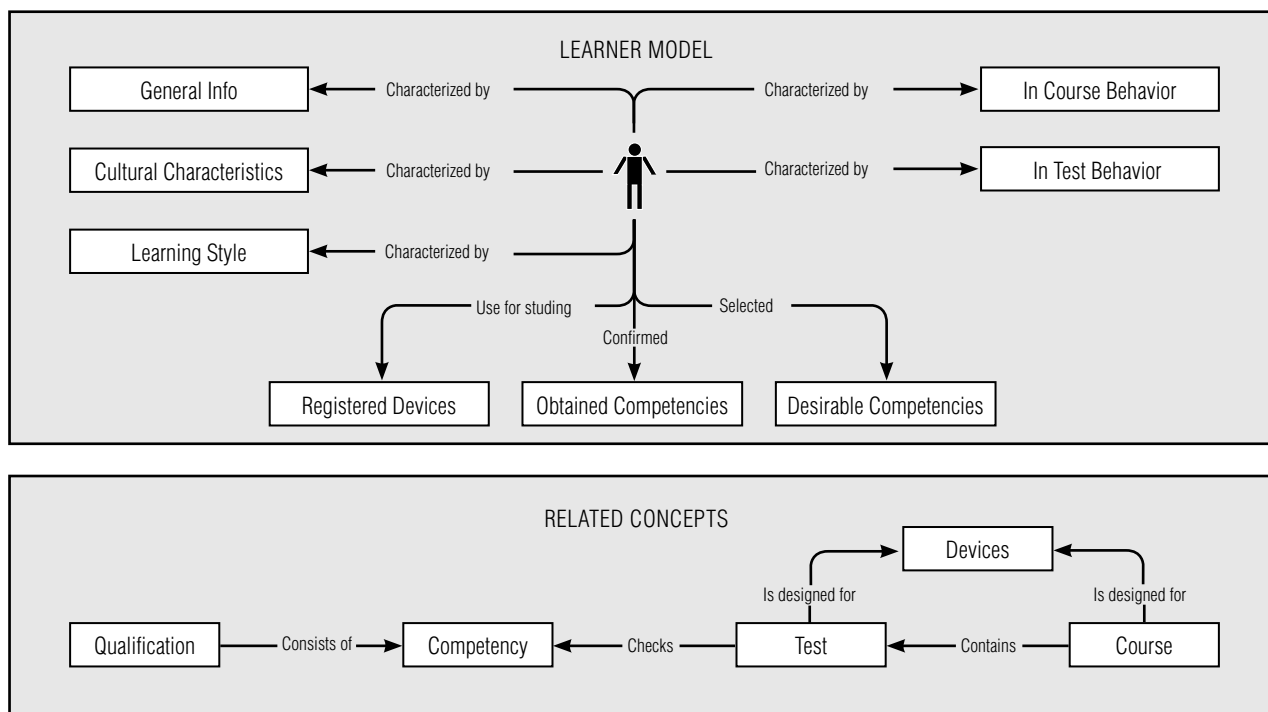 LEARNER MODEL
General Info
Characterized by
Characterized by
In Course Behavior
Cultural Characteristics
Characterized by
Characterized by
In Test Behavior
Learning Style
Characterized by
Use for studing
Selected
Confirmed
Registered Devices
Obtained Competencies
Desirable Competencies
RELATED CONCEPTS
Devices
Is designed for
Is designed for
Qualification
Consists of
Competency
Checks
Test
Contains
Course